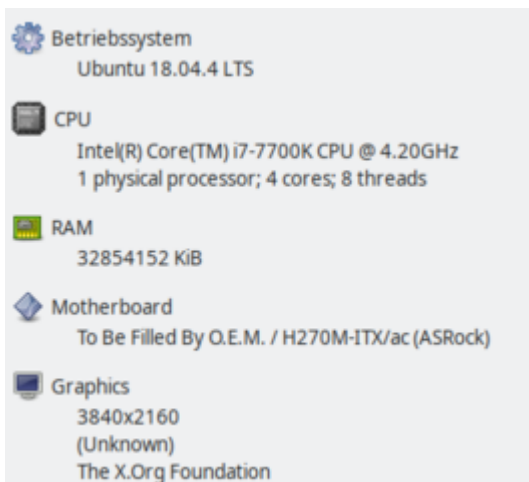 Betriebssystem
Ubuntu 18.04.4 LTS
CPU
Intel(R) Core(TM) i7-7700K CPU @ 4.20GHz
1 physical processor; 4 cores; 8 threads
RAM
32854152 KiB
Motherboard
To Be Filled By O.E.M. / H270M-ITX/ac (ASRock)
Graphics
3840x2160
(Unknown)
The X.Org Foundation